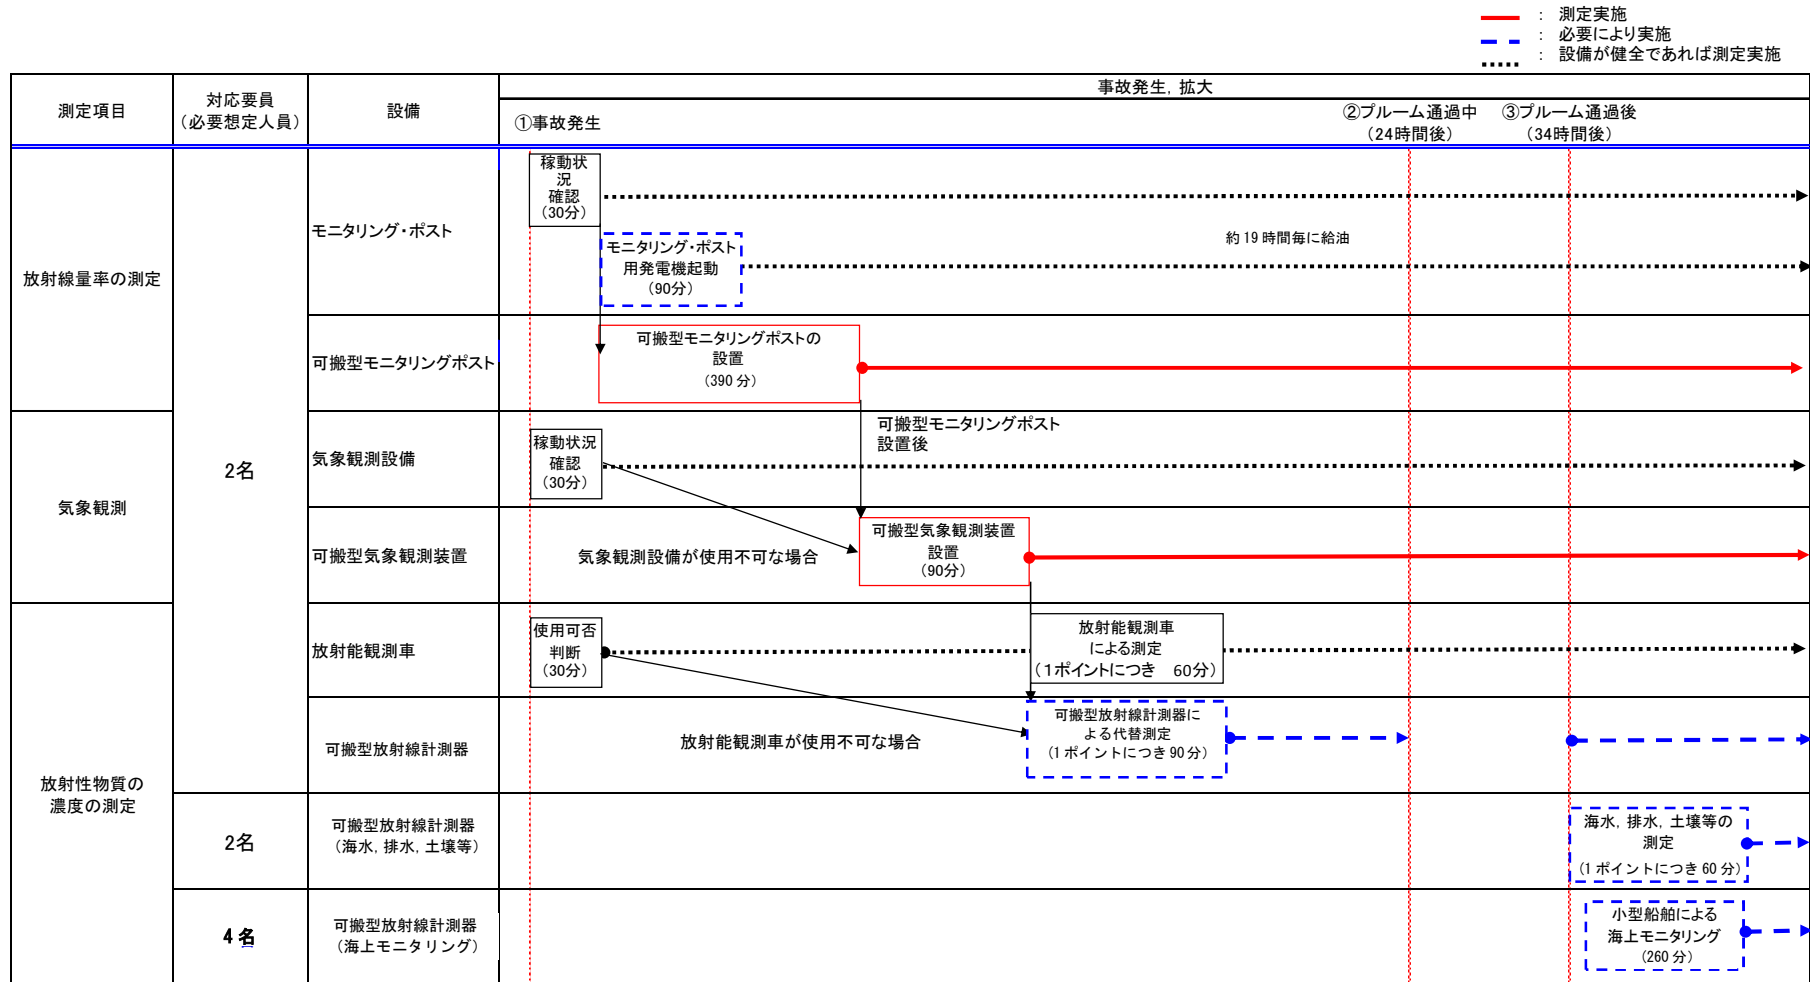 ： 測定実施
： 必要により実施
： 設備が健全であれば測定実施
測定項目
対応要員
（必要想定人員）
設備
事故発生，拡大
①事故発生
②プルーム通過中
（24時間後）
③プルーム通過後
（34時間後）
放射線量率の測定
2名
モニタリング・ポスト
稼動状
況
確認
（30分）
モニタリング・ポスト
用発電機起動
（90分）
約 19 時間毎に給油
可搬型モニタリングポスト
可搬型モニタリングポストの
設置
（390 分）
可搬型モニタリングポスト
設置後
気象観測
気象観測設備
稼動状況
確認
（30分）
可搬型気象観測装置
気象観測設備が使用不可な場合
可搬型気象観測装置
設置
（90分）
放射性物質の
濃度の測定
放射能観測車
使用可否
判断
（30分）
放射能観測車
による測定
（1ポイントにつき　60分）
可搬型放射線計測器
放射能観測車が使用不可な場合
可搬型放射線計測器に
よる代替測定
（1 ポイントにつき 90 分）
2名
可搬型放射線計測器
（海水，排水，土壌等）
海水，排水，土壌等の
測定
（1 ポイントにつき 60 分）
4 名
可搬型放射線計測器
（海上モニタリング）
小型船舶による
海上モニタリング
（260 分）